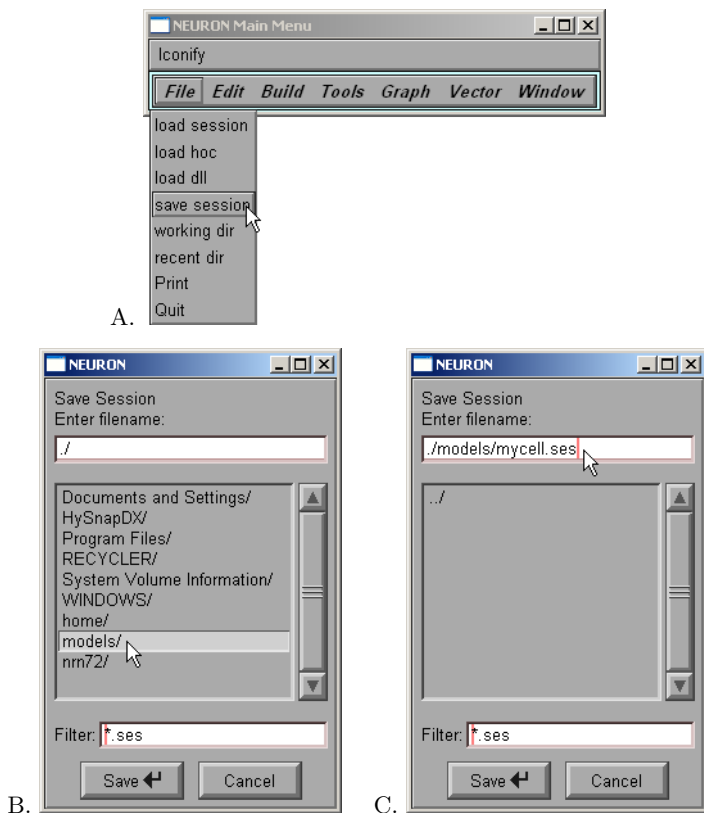 NEURON Main Menu
Iconify
File Edit Build Tools Graph Vector Window
load session
load hoc
load dll
save session
working dir
recent dir
Print
Quit
A.
NEURON
Save Session
Enter filename:
./
Documents and Settings/
HySnapDX/
Program Files/
RECYCLER/
System Volume Information/
WINDOWS/
home/
models/
nrn72/
Filter: *.ses
Save Cancel
B.
NEURON
Save Session
Enter filename:
./models/mycell.ses
../
Filter: *.ses
Save Cancel
C.